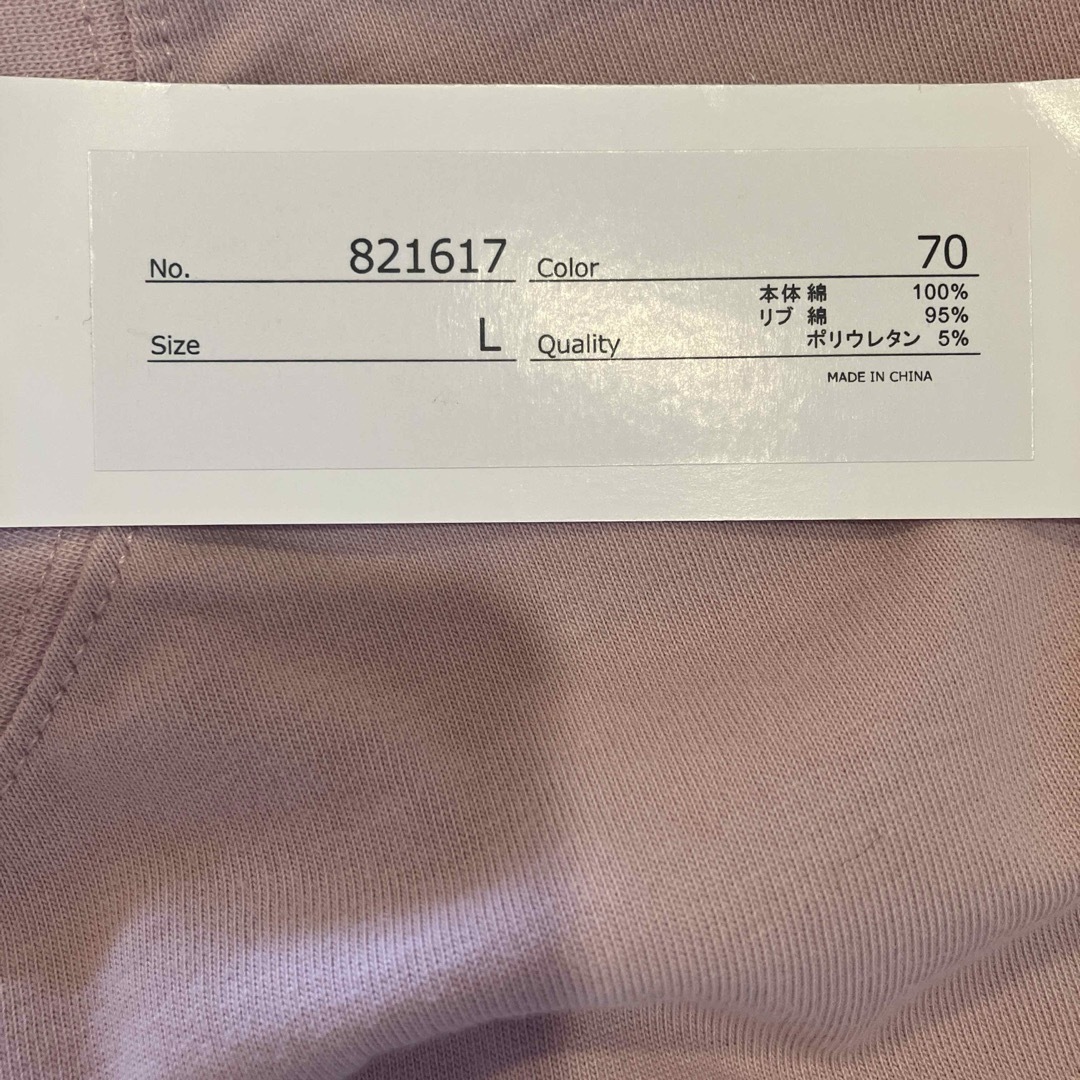 No. 821617 Color 70
本体 綿 100%
リブ 綿 95%
Size L Quality ポリウレタン 5%
MADE IN CHINA